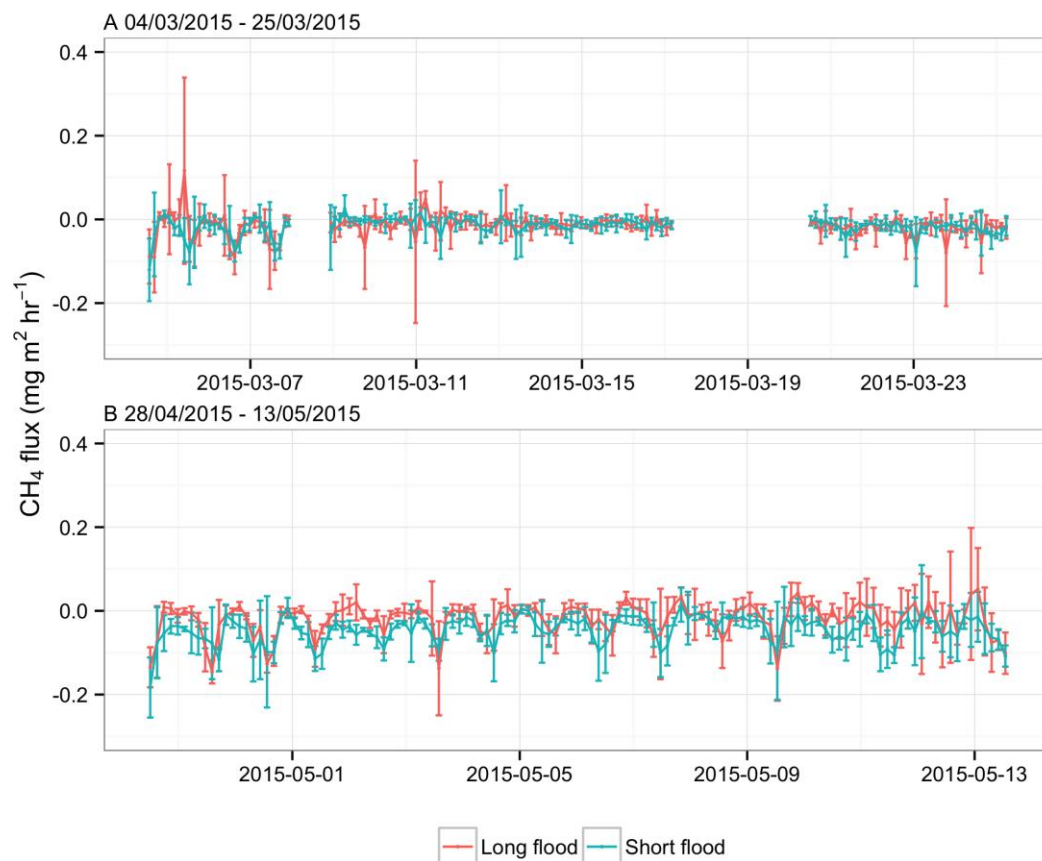 A 04/03/2015 - 25/03/2015
0.4
0.2
0.0
-0.2
2015-03-07 2015-03-11 2015-03-15 2015-03-19 2015-03-23
CH₄ flux (mg m² hr⁻¹)
B 28/04/2015 - 13/05/2015
0.4
0.2
0.0
-0.2
2015-05-01 2015-05-05 2015-05-09 2015-05-13
Long flood Short flood